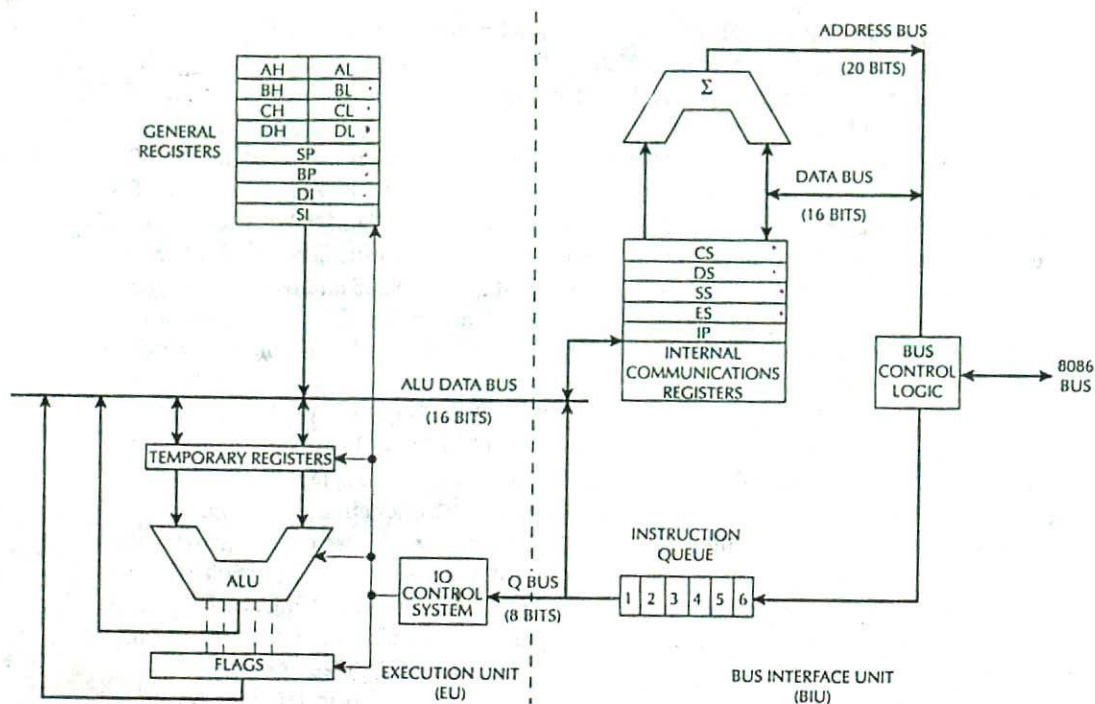 ADDRESS BUS
(20 BITS)
Σ
AH AL
BH BL
CH CL
DH DL
SP
BP
DI
SI
GENERAL
REGISTERS
DATA BUS
(16 BITS)
CS
DS
SS
ES
IP
INTERNAL
COMMUNICATIONS
REGISTERS
BUS
CONTROL
LOGIC
8086
BUS
ALU DATA BUS
(16 BITS)
TEMPORARY REGISTERS
ALU
FLAGS
IO
CONTROL
SYSTEM
Q BUS
(8 BITS)
INSTRUCTION
QUEUE
1 2 3 4 5 6
EXECUTION UNIT
(EU)
BUS INTERFACE UNIT
(BIU)